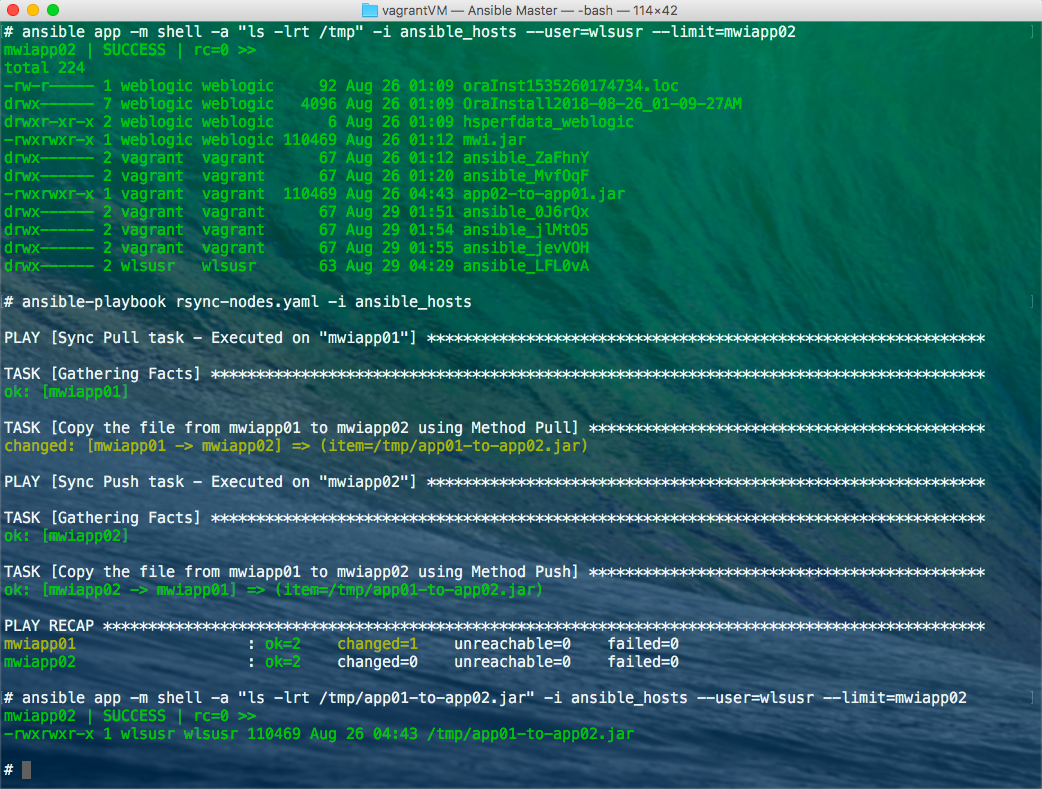 vagrantVM — Ansible Master — -bash — 114×42
# ansible app -m shell -a "ls -lrt /tmp" -i ansible_hosts --user=wlsusr --limit=mwiapp02
mwiapp02 | SUCCESS | rc=0 >>
total 224
-rw-r----- 1 weblogic weblogic     92 Aug 26 01:09 oraInst1535260174734.loc
drwx------ 7 weblogic weblogic   4096 Aug 26 01:09 OraInstall2018-08-26_01-09-27AM
drwxr-xr-x 2 weblogic weblogic      6 Aug 26 01:09 hsperfdata_weblogic
-rwxrwxr-x 1 weblogic weblogic 110469 Aug 26 01:12 mwi.jar
drwx------ 2 vagrant  vagrant      67 Aug 26 01:12 ansible_ZaFhnY
drwx------ 2 vagrant  vagrant      67 Aug 26 01:20 ansible_MvfOqF
-rwxrwxr-x 1 vagrant  vagrant  110469 Aug 26 04:43 app02-to-app01.jar
drwx------ 2 vagrant  vagrant      67 Aug 29 01:51 ansible_0J6rQx
drwx------ 2 vagrant  vagrant      67 Aug 29 01:54 ansible_jlMtO5
drwx------ 2 vagrant  vagrant      67 Aug 29 01:55 ansible_jevVOH
drwx------ 2 wlsusr   wlsusr       63 Aug 29 04:29 ansible_LFL0vA
# ansible-playbook rsync-nodes.yaml -i ansible_hosts
PLAY [Sync Pull task - Executed on "mwiapp01"] **************************************************************
TASK [Gathering Facts] **************************************************************************************
ok: [mwiapp01]
TASK [Copy the file from mwiapp01 to mwiapp02 using Method Pull] ********************************************
changed: [mwiapp01 -> mwiapp02] => (item=/tmp/app01-to-app02.jar)
PLAY [Sync Push task - Executed on "mwiapp02"] **************************************************************
TASK [Gathering Facts] **************************************************************************************
ok: [mwiapp02]
TASK [Copy the file from mwiapp01 to mwiapp02 using Method Push] ********************************************
ok: [mwiapp02 -> mwiapp01] => (item=/tmp/app01-to-app02.jar)
PLAY RECAP **************************************************************************************************
mwiapp01                   : ok=2    changed=1    unreachable=0    failed=0
mwiapp02                   : ok=2    changed=0    unreachable=0    failed=0
# ansible app -m shell -a "ls -lrt /tmp/app01-to-app02.jar" -i ansible_hosts --user=wlsusr --limit=mwiapp02
mwiapp02 | SUCCESS | rc=0 >>
-rwxrwxr-x 1 wlsusr wlsusr 110469 Aug 26 04:43 /tmp/app01-to-app02.jar
#